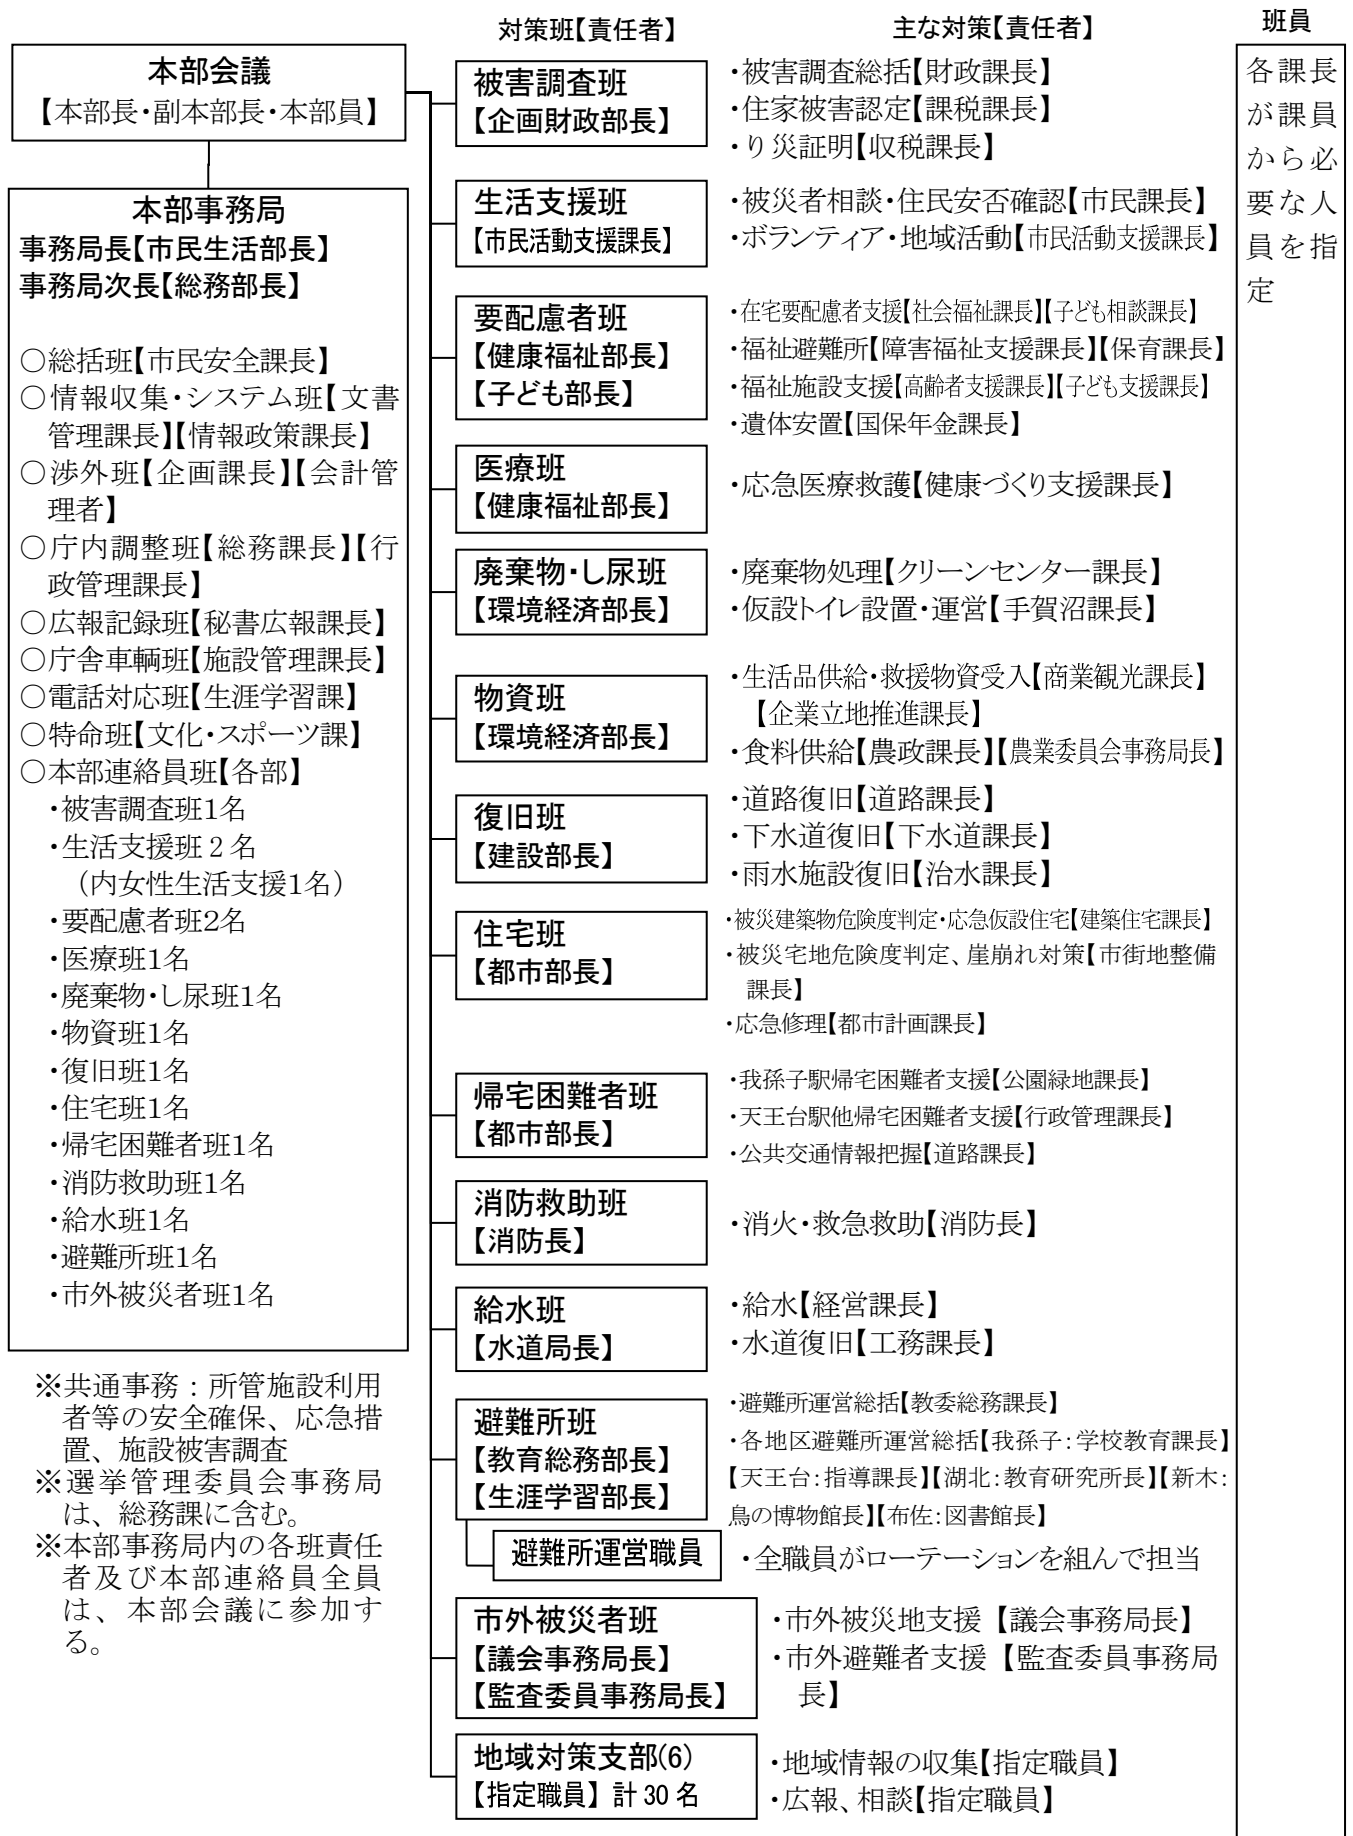 対策班【責任者】
主な対策【責任者】
班員
本部会議
【本部長・副本部長・本部員】
本部事務局
事務局長【市民生活部長】
事務局次長【総務部長】
○総括班【市民安全課長】
○情報収集・システム班【文書
管理課長】【情報政策課長】
○渉外班【企画課長】【会計管
理者】
○庁内調整班【総務課長】【行
政管理課長】
○広報記録班【秘書広報課長】
○庁舎車輌班【施設管理課長】
○電話対応班【生涯学習課】
○特命班【文化・スポーツ課】
○本部連絡員班【各部】
・被害調査班1名
・生活支援班２名
（内女性生活支援1名）
・要配慮者班2名
・医療班1名
・廃棄物・し尿班1名
・物資班1名
・復旧班1名
・住宅班1名
・帰宅困難者班1名
・消防救助班1名
・給水班1名
・避難所班1名
・市外被災者班1名
※共通事務：所管施設利用
者等の安全確保、応急措
置、施設被害調査
※選挙管理委員会事務局
は、総務課に含む。
※本部事務局内の各班責任
者及び本部連絡員全員
は、本部会議に参加す
る。
被害調査班
【企画財政部長】
・被害調査総括【財政課長】
・住家被害認定【課税課長】
・り災証明【収税課長】
生活支援班
【市民活動支援課長】
・被災者相談・住民安否確認【市民課長】
・ボランティア・地域活動【市民活動支援課長】
要配慮者班
【健康福祉部長】
【子ども部長】
・在宅要配慮者支援【社会福祉課長】【子ども相談課長】
・福祉避難所【障害福祉支援課長】【保育課長】
・福祉施設支援【高齢者支援課長】【子ども支援課長】
・遺体安置【国保年金課長】
医療班
【健康福祉部長】
・応急医療救護【健康づくり支援課長】
廃棄物・し尿班
【環境経済部長】
・廃棄物処理【クリーンセンター課長】
・仮設トイレ設置・運営【手賀沼課長】
物資班
【環境経済部長】
・生活品供給・救援物資受入【商業観光課長】
【企業立地推進課長】
・食料供給【農政課長】【農業委員会事務局長】
復旧班
【建設部長】
・道路復旧【道路課長】
・下水道復旧【下水道課長】
・雨水施設復旧【治水課長】
住宅班
【都市部長】
・被災建築物危険度判定・応急仮設住宅【建築住宅課長】
・被災宅地危険度判定、崖崩れ対策【市街地整備
課長】
・応急修理【都市計画課長】
帰宅困難者班
【都市部長】
・我孫子駅帰宅困難者支援【公園緑地課長】
・天王台駅他帰宅困難者支援【行政管理課長】
・公共交通情報把握【道路課長】
消防救助班
【消防長】
・消火・救急救助【消防長】
給水班
【水道局長】
・給水【経営課長】
・水道復旧【工務課長】
避難所班
【教育総務部長】
【生涯学習部長】
・避難所運営総括【教委総務課長】
・各地区避難所運営総括【我孫子：学校教育課長】
【天王台：指導課長】【湖北：教育研究所長】【新木：
鳥の博物館長】【布佐：図書館長】
避難所運営職員
・全職員がローテーションを組んで担当
市外被災者班
【議会事務局長】
【監査委員事務局長】
・市外被災地支援【議会事務局長】
・市外避難者支援【監査委員事務局
長】
地域対策支部(6)
【指定職員】計30名
・地域情報の収集【指定職員】
・広報、相談【指定職員】
各課長
が課員
から必
要な人
員を指
定